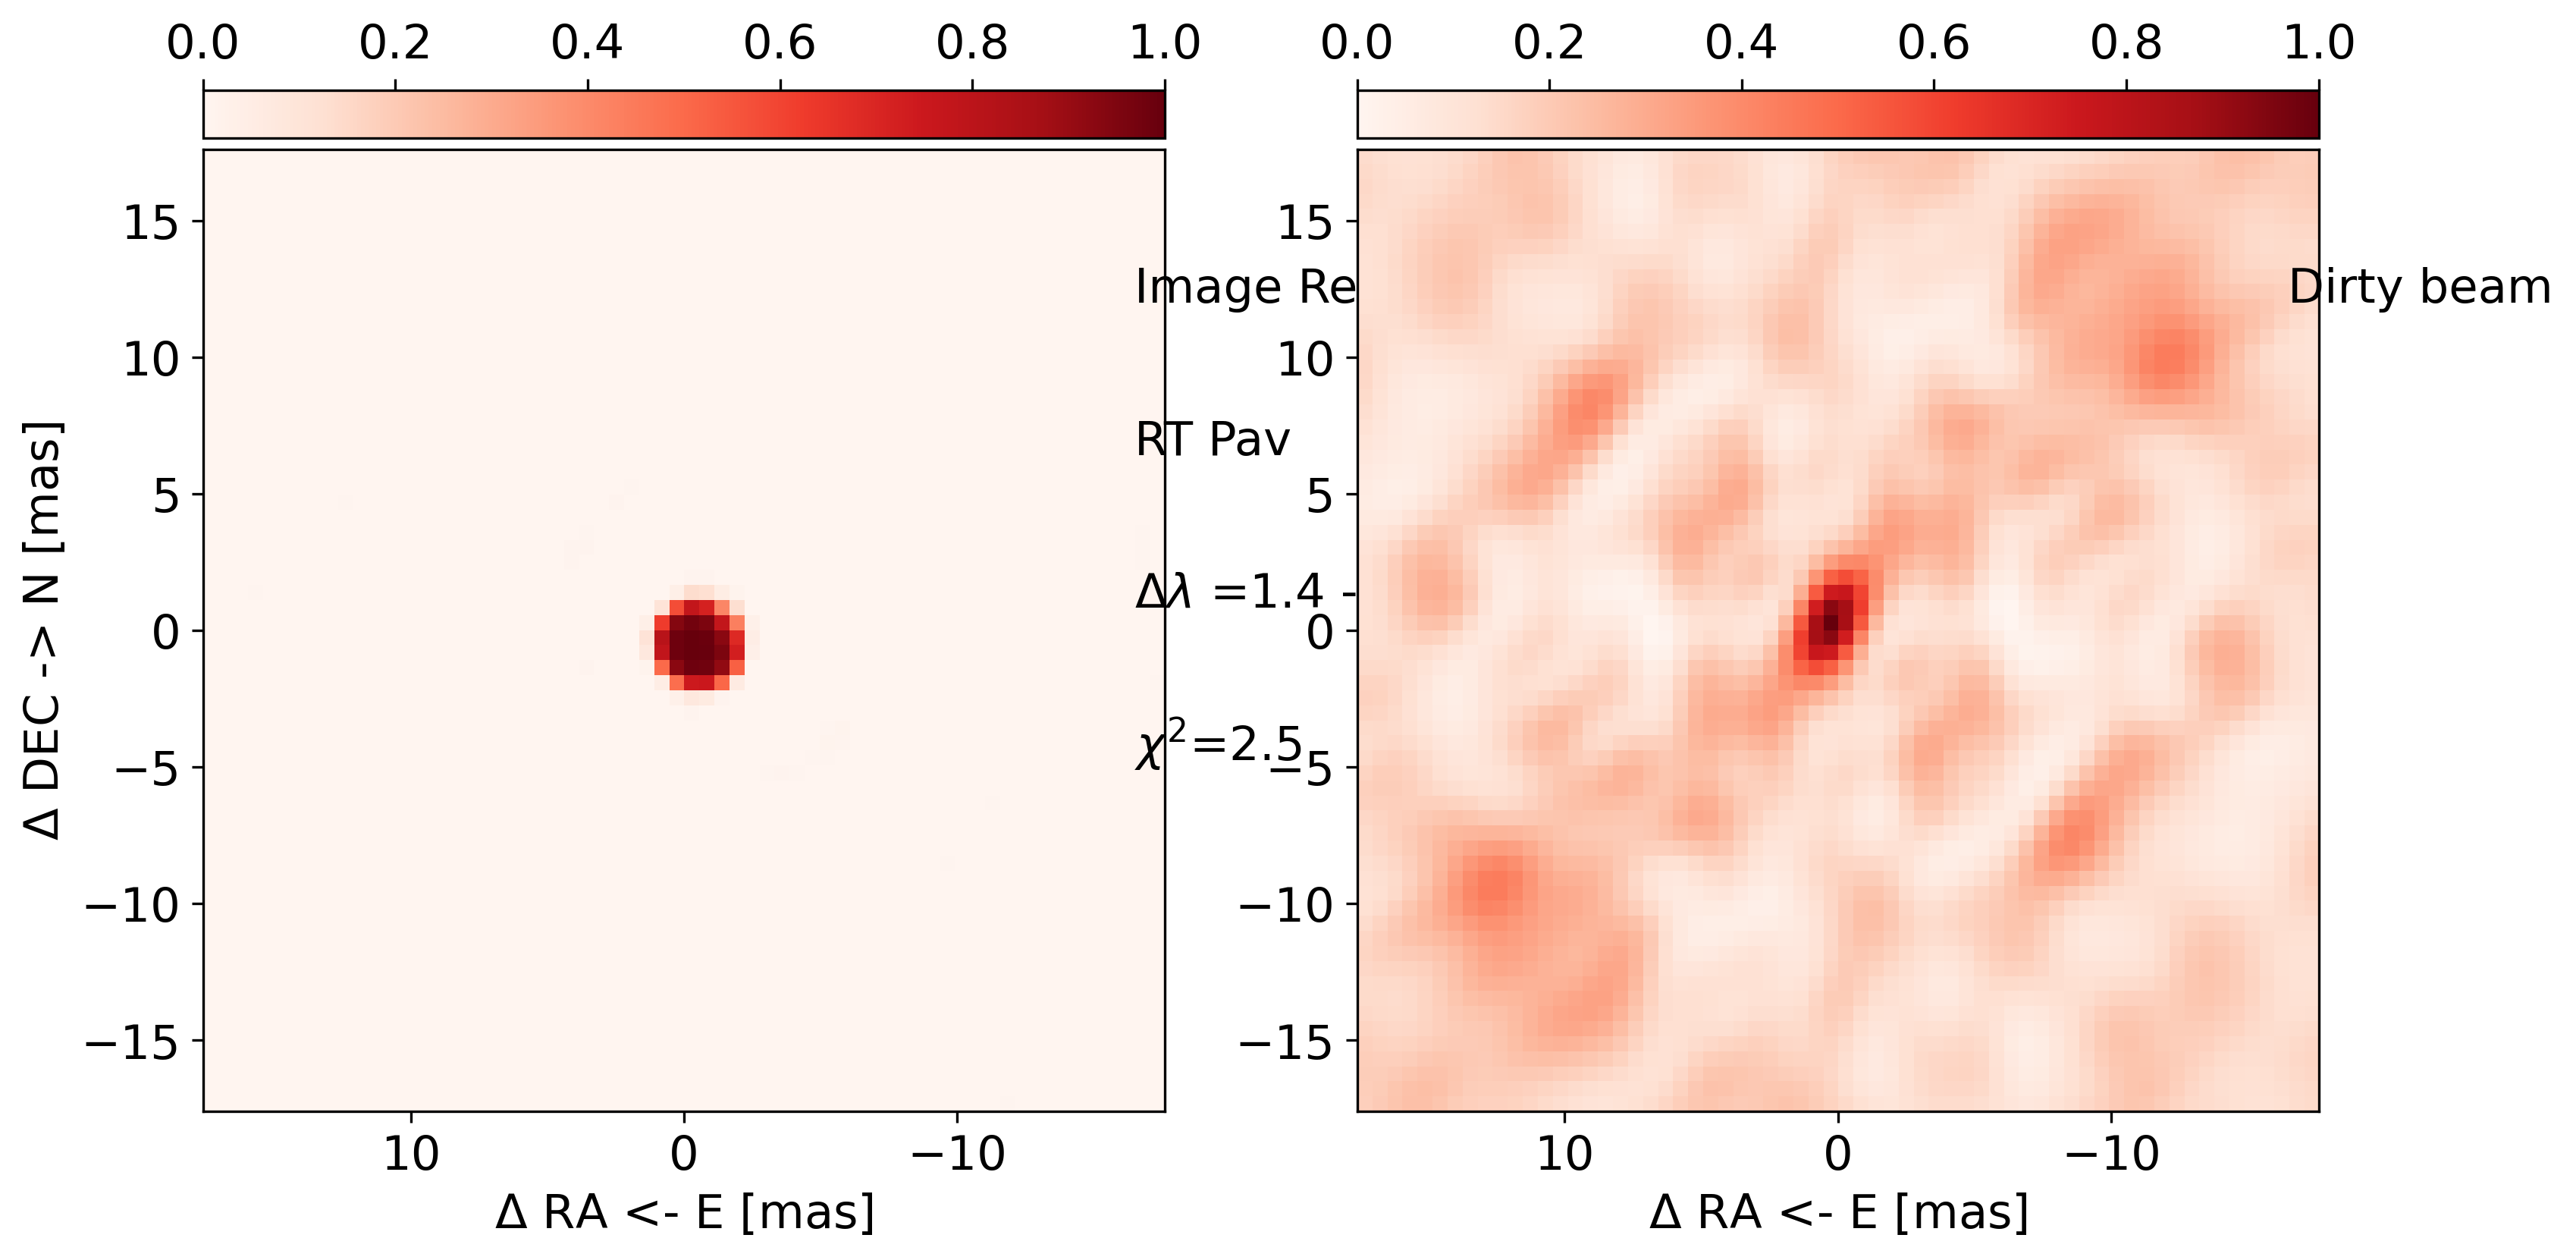 0.0 0.2 0.4 0.6 0.8 1.0
0.0 0.2 0.4 0.6 0.8 1.0
15
10
5
0
−5
−10
−15
Δ DEC -> N [mas]
10 0 −10
Δ RA <- E [mas]
Image Re
RT Pav
Δλ =1.4 -
χ²=2.5
15
10
5
0
−5
−10
−15
Dirty beam
10 0 −10
Δ RA <- E [mas]